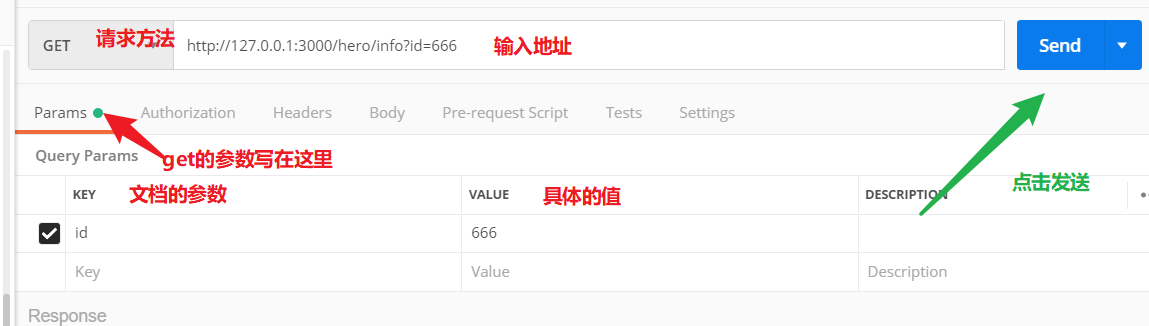 GET 请求方法 http://127.0.0.1:3000/hero/info?id=666 输入地址 Send
Params Authorization Headers Body Pre-request Script Tests Settings
Query Params get的参数写在这里
KEY 文档的参数 VALUE 具体的值 DESCRIPTION 点击发送
id 666
Key Value Description
Response